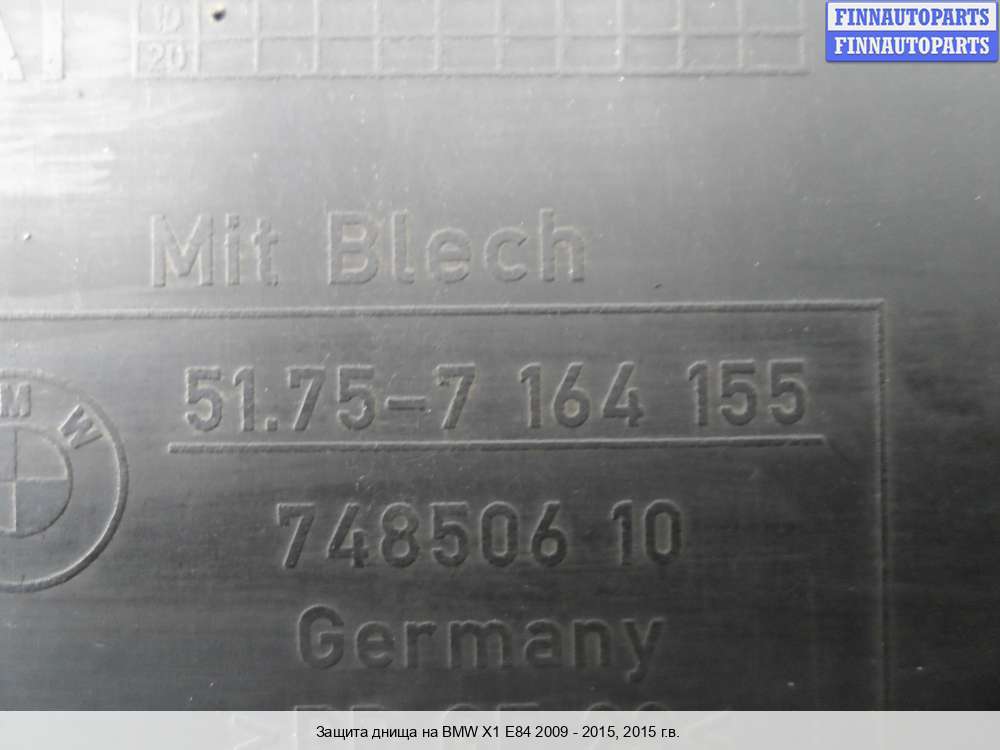 FINNAUTOPARTS
FINNAUTOPARTS
20
Mit Blech
51.75-7 164 155
M W
748506 10
Germany
Защита днища на BMW X1 E84 2009 - 2015, 2015 г.в.